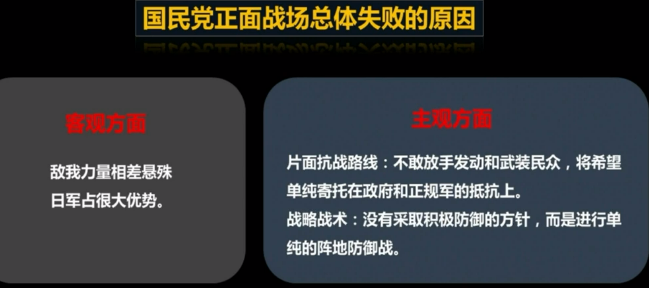 国民党正面战场总体失败的原因
客观方面
敌我力量相差悬殊
日军占很大优势。
主观方面
片面抗战路线：不敢放手发动和武装民众，将希望
单纯寄托在政府和正规军的抵抗上。
战略战术：没有采取积极防御的方针，而是进行单
纯的阵地防御战。